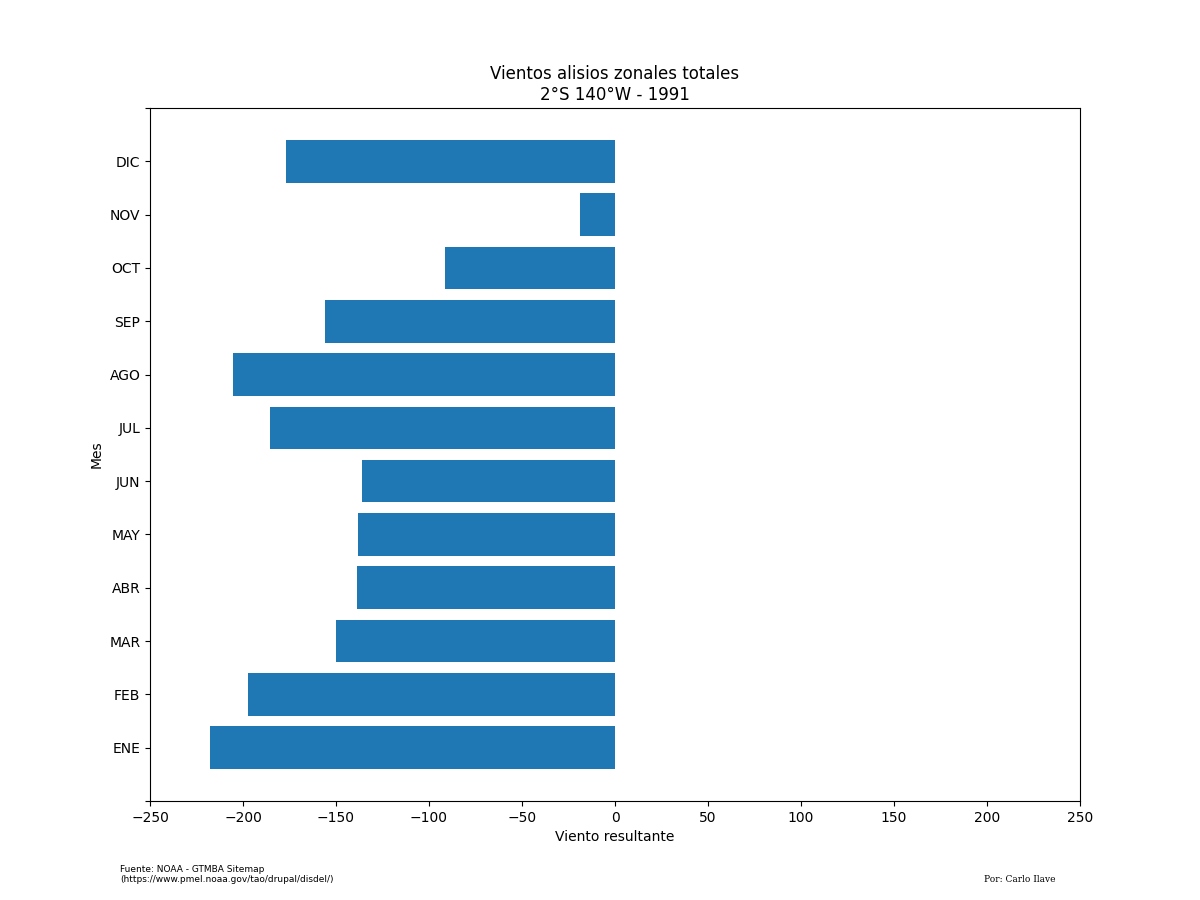 Vientos alisios zonales totales
2°S 140°W - 1991
DIC
NOV
OCT
SEP
AGO
JUL
JUN
MAY
ABR
MAR
FEB
ENE
Mes
−250 −200 −150 −100 −50 0 50 100 150 200 250
Viento resultante
Fuente: NOAA - GTMBA Sitemap
(https://www.pmel.noaa.gov/tao/drupal/disdel/)
Por: Carlo Ilave